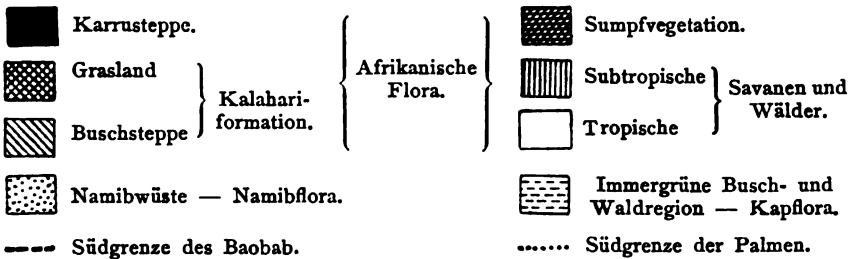 Karrusteppe.
Grasland
Buschsteppe
Kalahari-
formation.
Afrikanische
Flora.
Sumpfvegetation.
Subtropische
Tropische
Savanen und
Wälder.
Namibwüste — Namibflora.
Immergrüne Busch- und
Waldregion — Kapflora.
Südgrenze des Baobab.
Südgrenze der Palmen.